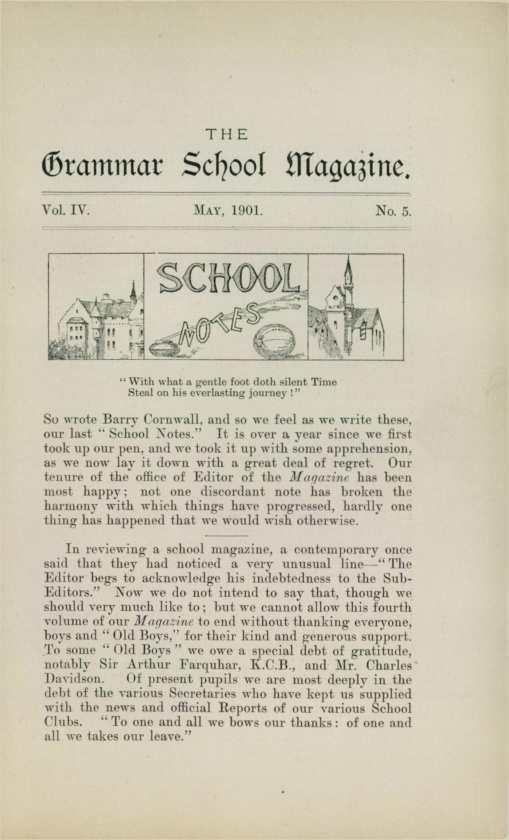 THE
Grammar School Magazine.
Vol. IV. MAY, 1901. No. 5.
SCHOOL
NOTES
"With what a gentle foot doth silent Time
Steal on his everlasting journey!"
So wrote Barry Cornwall, and so we feel as we write these,
our last "School Notes." It is over a year since we first
took up our pen, and we took it up with some apprehension,
as we now lay it down with a great deal of regret. Our
tenure of the office of Editor of the Magazine has been
most happy; not one discordant note has broken the
harmony with which things have progressed, hardly one
thing has happened that we would wish otherwise.
In reviewing a school magazine, a contemporary once
said that they had noticed a very unusual line—"The
Editor begs to acknowledge his indebtedness to the Sub-
Editors." Now we do not intend to say that, though we
should very much like to; but we cannot allow this fourth
volume of our Magazine to end without thanking everyone,
boys and "Old Boys," for their kind and generous support.
To some "Old Boys" we owe a special debt of gratitude,
notably Sir Arthur Farquhar, K.C.B., and Mr. Charles
Davidson. Of present pupils we are most deeply in the
debt of the various Secretaries who have kept us supplied
with the news and official Reports of our various School
Clubs. "To one and all we bows our thanks: of one and
all we takes our leave."